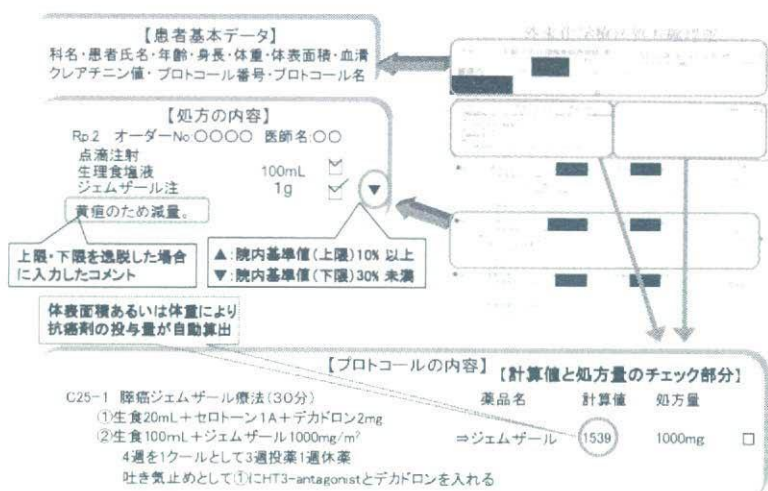 【患者基本データ】
科名・患者氏名・年齢・身長・体重・体表面積・血清
クレアチニン値・プロトコール番号・プロトコール名
【処方の内容】
Rp.2 オーダーNo:○○○○ 医師名:○○
点滴注射
生理食塩液 100mL
ジェムザール注 1g
▼
黄疸のため減量。
上限・下限を逸脱した場合
に入力したコメント
▲:院内基準値(上限)10% 以上
▼:院内基準値(下限)30% 未満
体表面積あるいは体重により
抗癌剤の投与量が自動算出
【プロトコールの内容】
【計算値と処方量のチェック部分】
C25-1 膵癌ジェムザール療法(30分)
①生食20mL+セロトーン1A+デカドロン2mg
②生食100mL+ジェムザール1000mg/m²
4週を1クールとして3週投薬1週休薬
吐き気止めとして①にHT3-antagonistとデカドロンを入れる
薬品名 計算値 処方量
⇒ジェムザール 1539 1000mg □